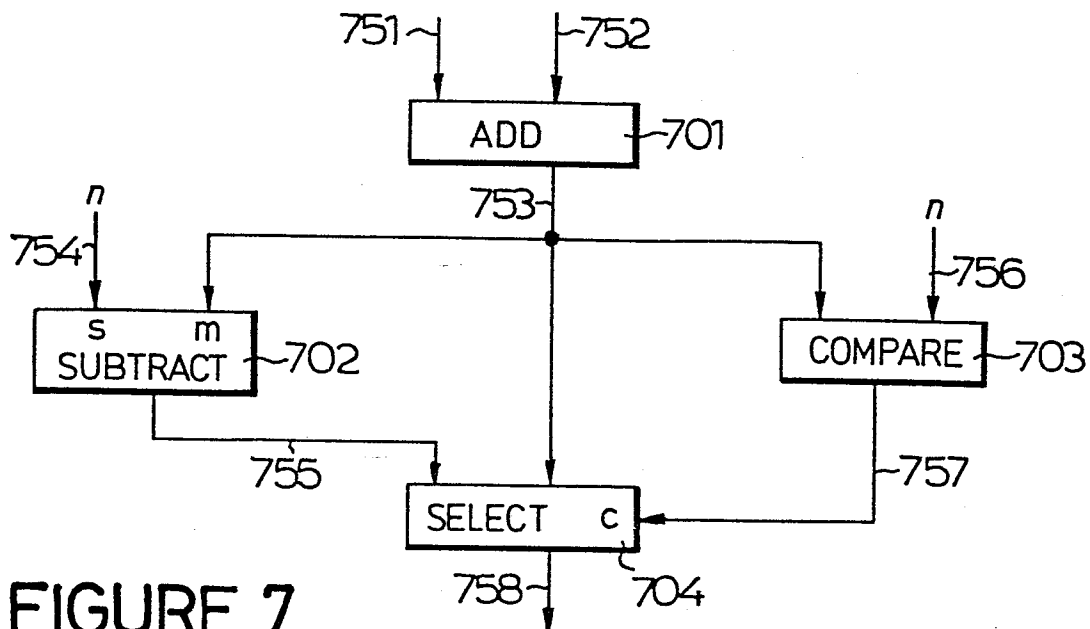 751 752
ADD 701
753
n n
754 756
s m
SUBTRACT 702
COMPARE 703
755
757
SELECT c
704
758
FIGURE 7